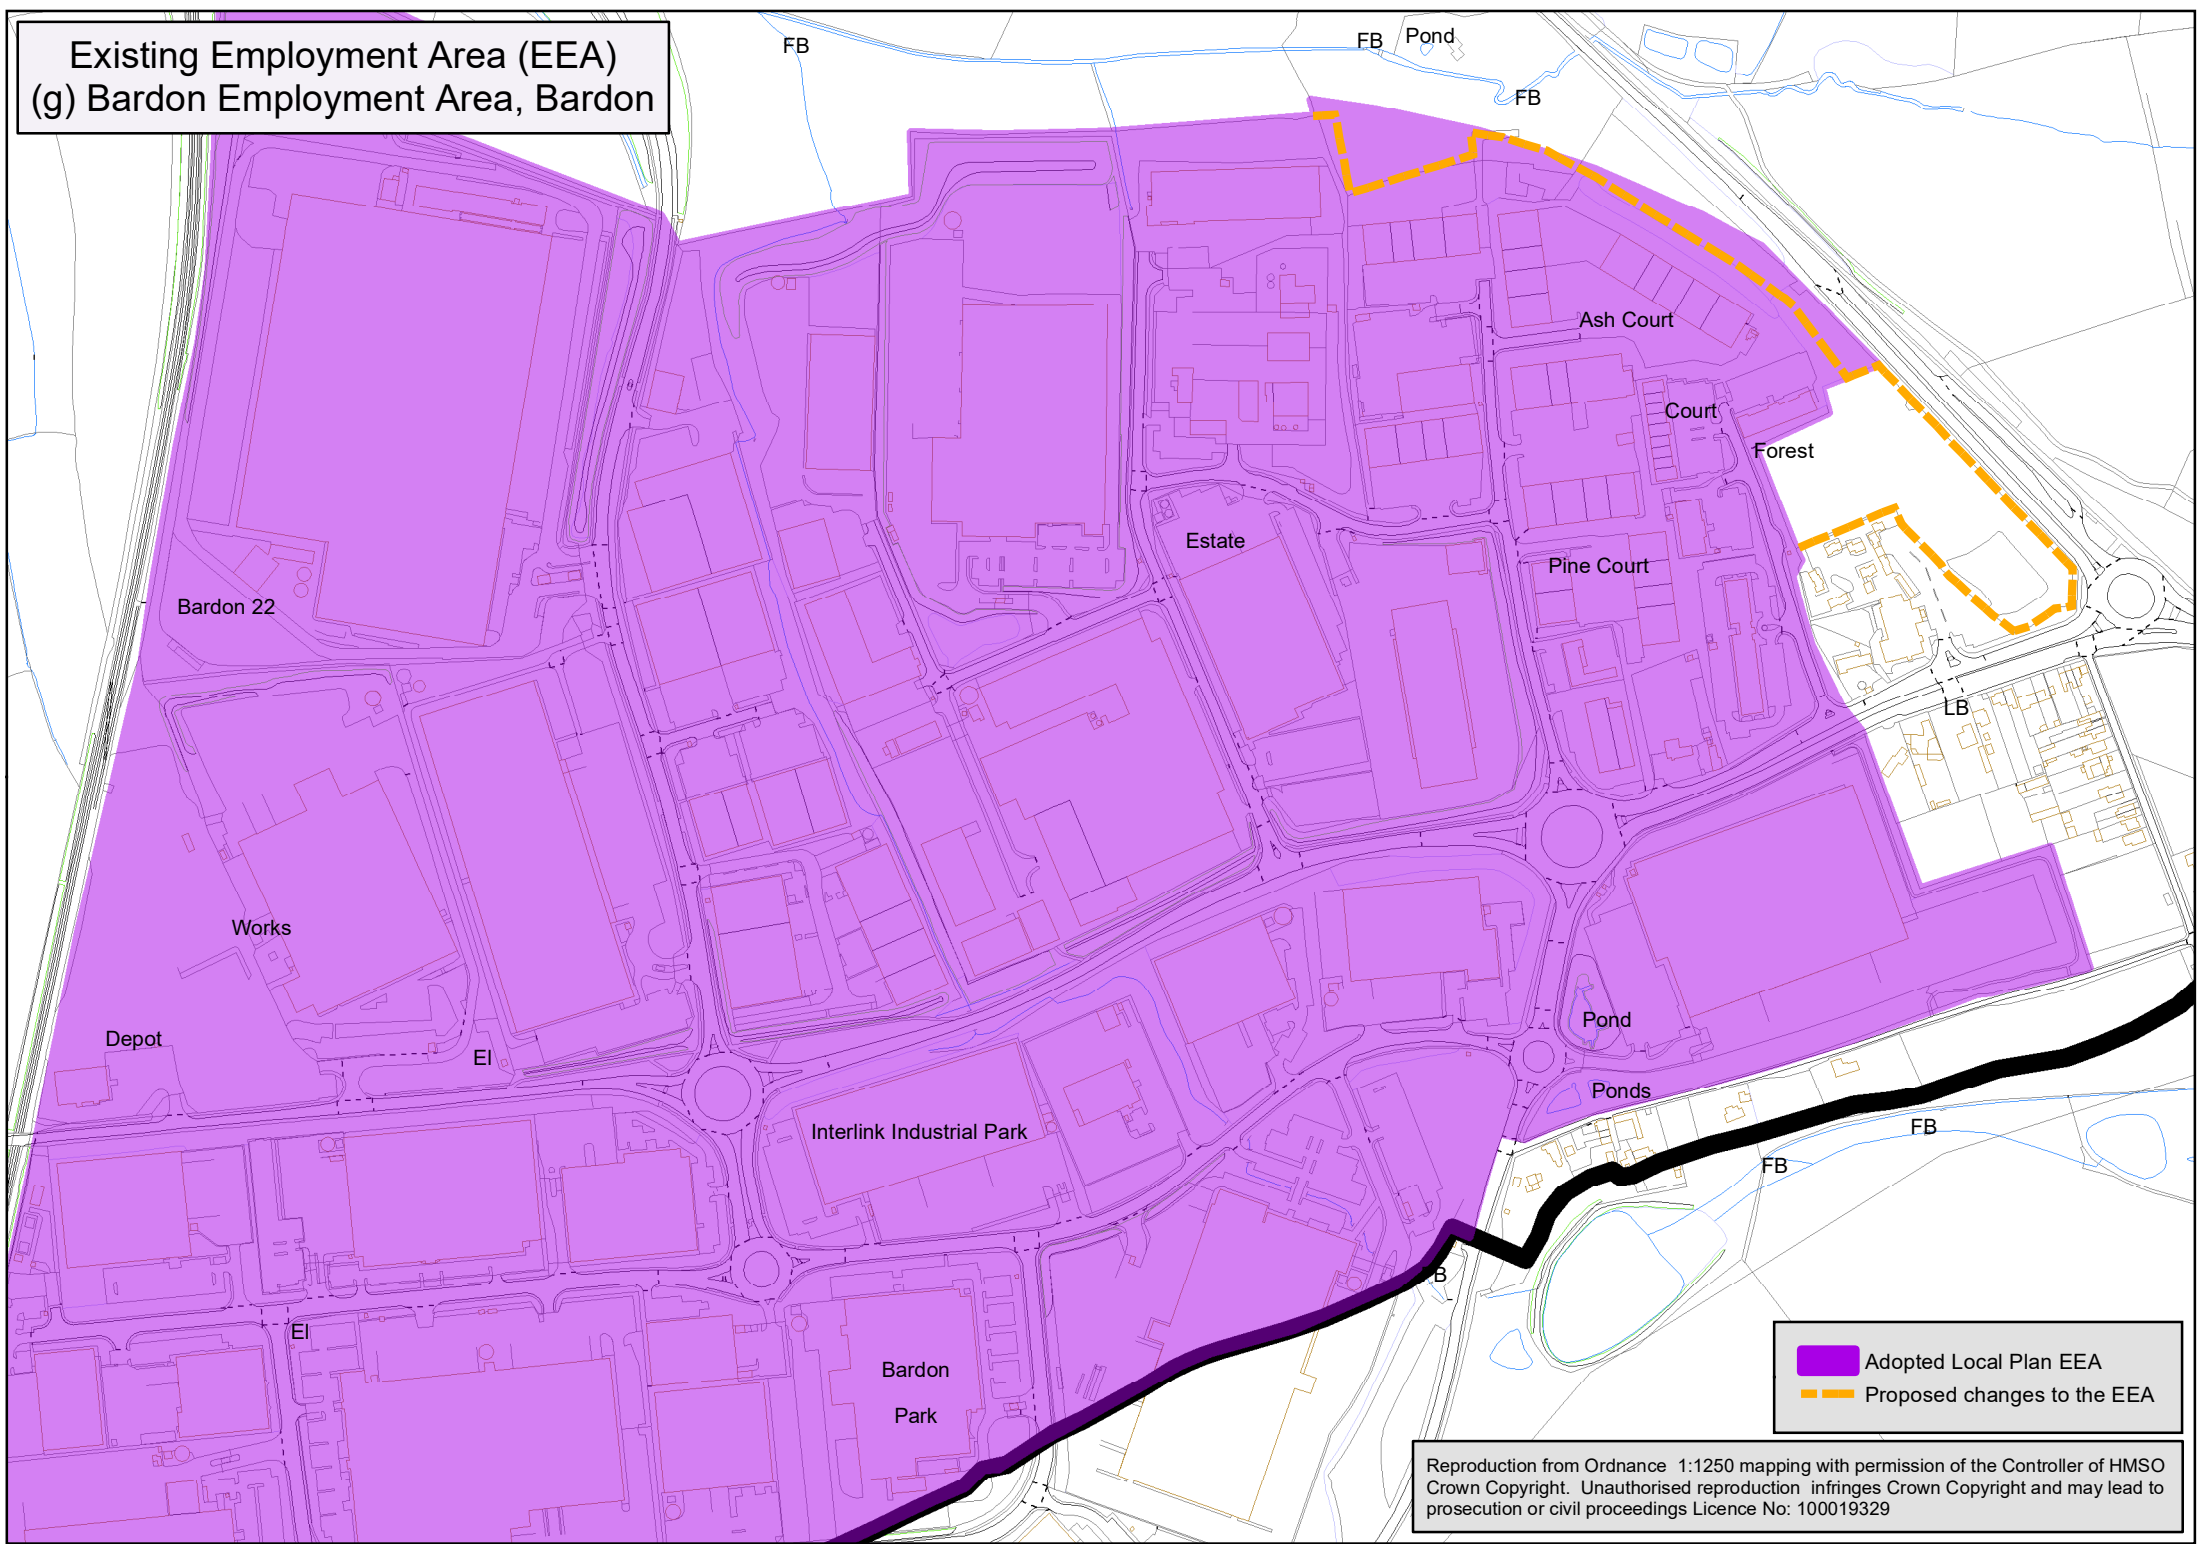 Existing Employment Area (EEA)
(g) Bardon Employment Area, Bardon
FB
FB
Pond
FB
Ash Court
Court
Forest
Estate
Pine Court
Bardon 22
LB
Works
Depot
El
Pond
Ponds
Interlink Industrial Park
FB
FB
B
El
Bardon
Park
Adopted Local Plan EEA
Proposed changes to the EEA
Reproduction from Ordnance 1:1250 mapping with permission of the Controller of HMSO
Crown Copyright. Unauthorised reproduction infringes Crown Copyright and may lead to
prosecution or civil proceedings Licence No: 100019329